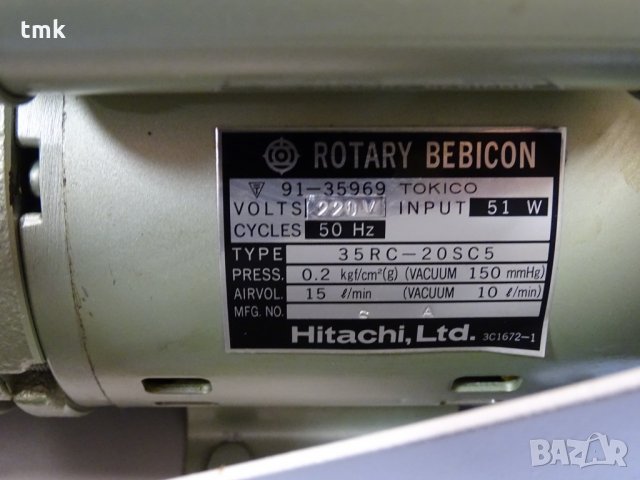 tmk
ROTARY BEBICON
91-35969 TOKICO
VOLTS 220V INPUT 51 W
CYCLES 50 Hz
TYPE 35RC-20SC5
PRESS. 0.2 kgf/cm²(g) (VACUUM 150 mmHg)
AIRVOL. 15 ℓ/min (VACUUM 10 ℓ/min)
MFG. NO. A
Hitachi, Ltd. 3C1672-1
BAZAR